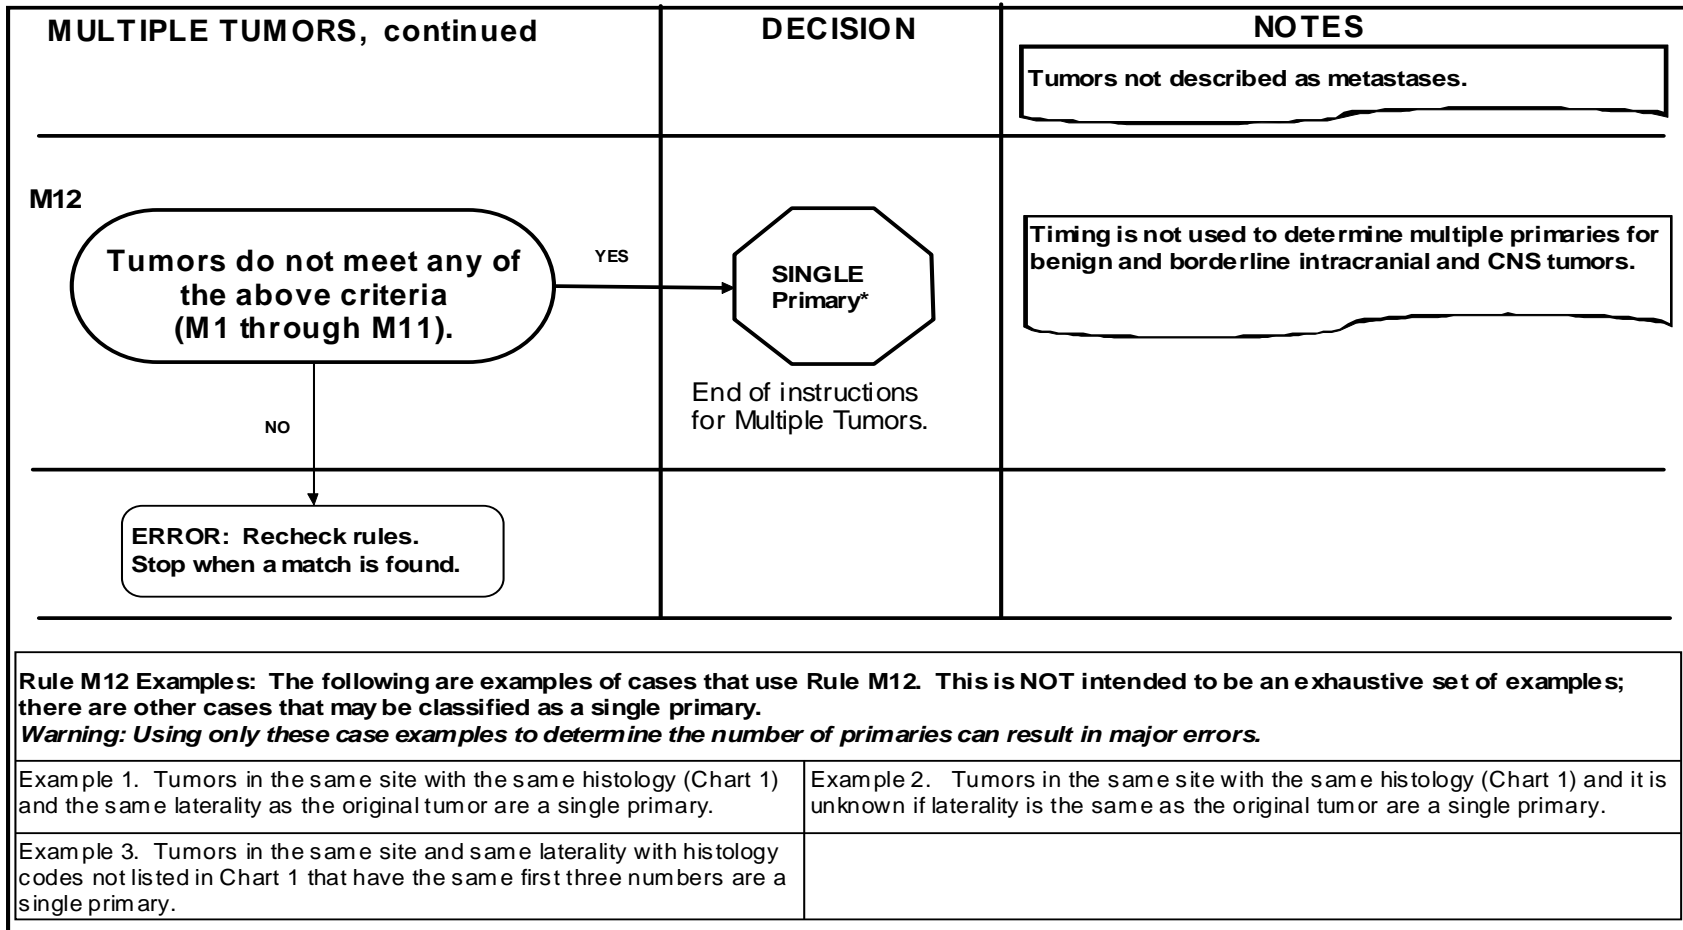 MULTIPLE TUMORS, continued
DECISION
NOTES
Tumors not described as metastases.
M12
Tumors do not meet any of
the above criteria
(M1 through M11).
YES
SINGLE
Primary*
Timing is not used to determine multiple primaries for
benign and borderline intracranial and CNS tumors.
End of instructions
for Multiple Tumors.
NO
ERROR: Recheck rules.
Stop when a match is found.
Rule M12 Examples: The following are examples of cases that use Rule M12. This is NOT intended to be an exhaustive set of examples;
there are other cases that may be classified as a single primary.
Warning: Using only these case examples to determine the number of primaries can result in major errors.
Example 1. Tumors in the same site with the same histology (Chart 1)
and the same laterality as the original tumor are a single primary.
Example 2. Tumors in the same site with the same histology (Chart 1) and it is
unknown if laterality is the same as the original tumor are a single primary.
Example 3. Tumors in the same site and same laterality with histology
codes not listed in Chart 1 that have the same first three numbers are a
single primary.